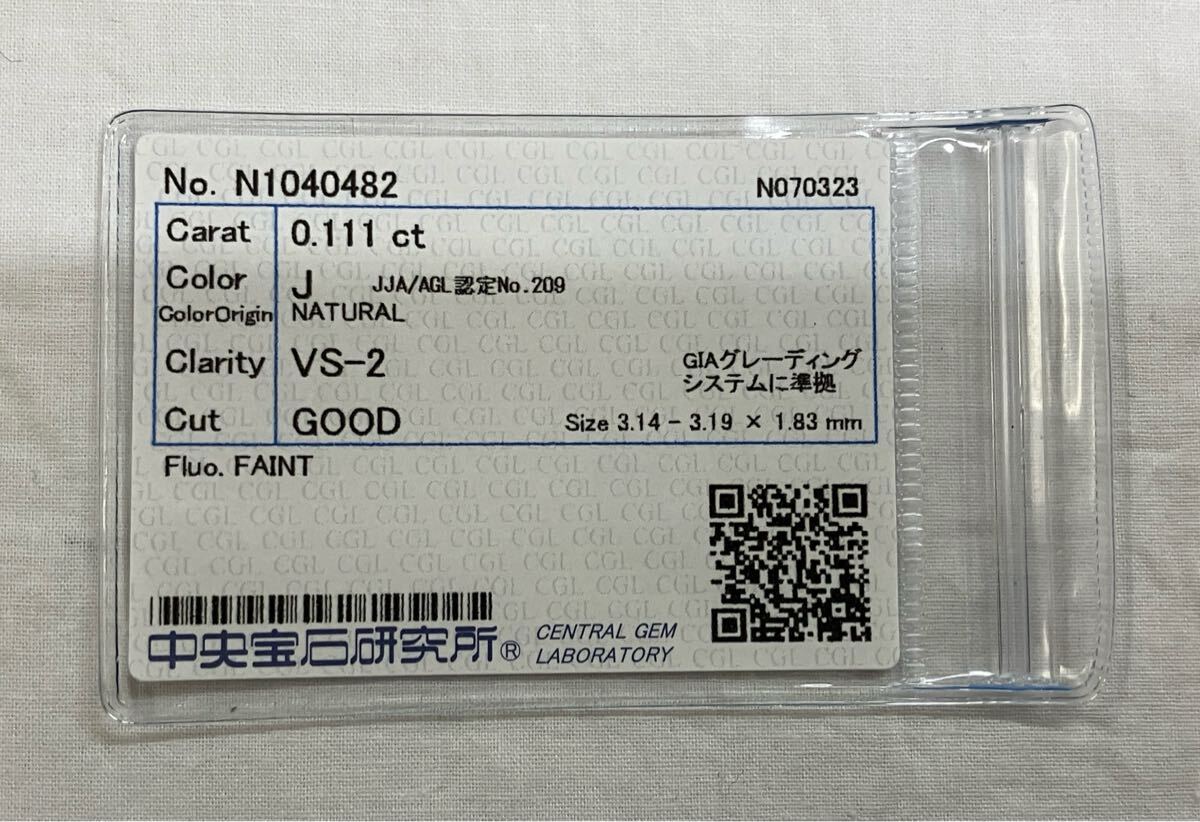 No. N1040482 N070323
Carat 0.111 ct
Color J JJA/AGL認定No.209
ColorOrigin NATURAL
Clarity VS-2 GIAグレーディング
システムに準拠
Cut GOOD Size 3.14 - 3.19 × 1.83 mm
Fluo. FAINT
中央宝石研究所® CENTRAL GEM
LABORATORY